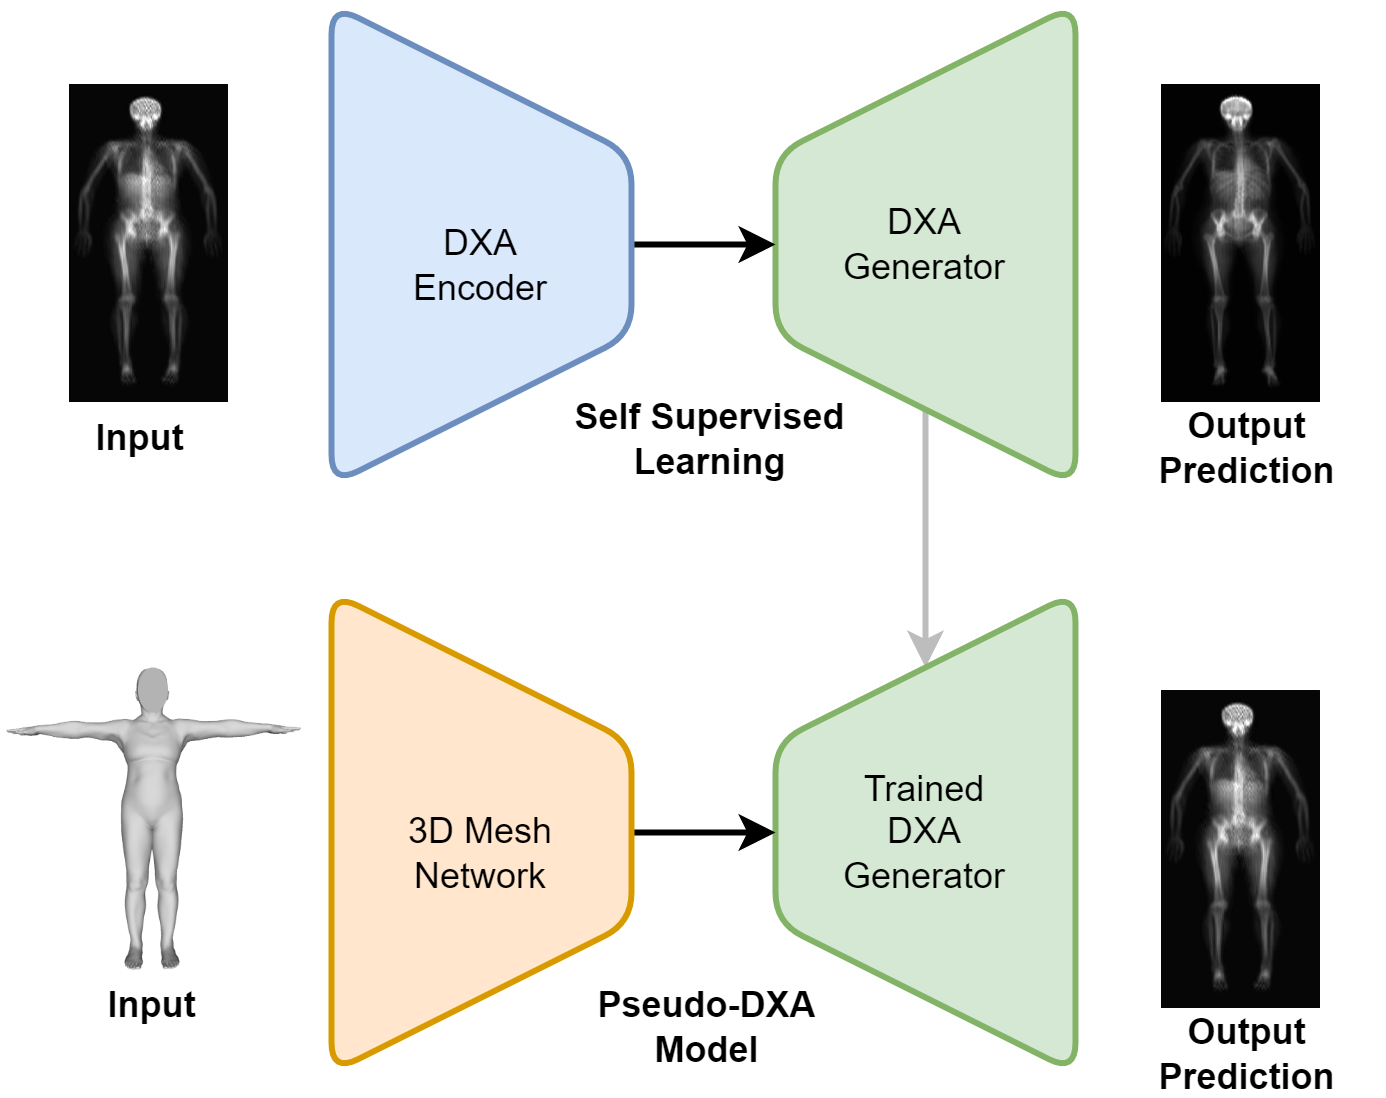 DXA
Encoder
DXA
Generator
Input
Self Supervised
Learning
Output
Prediction
3D Mesh
Network
Trained
DXA
Generator
Input
Pseudo-DXA
Model
Output
Prediction